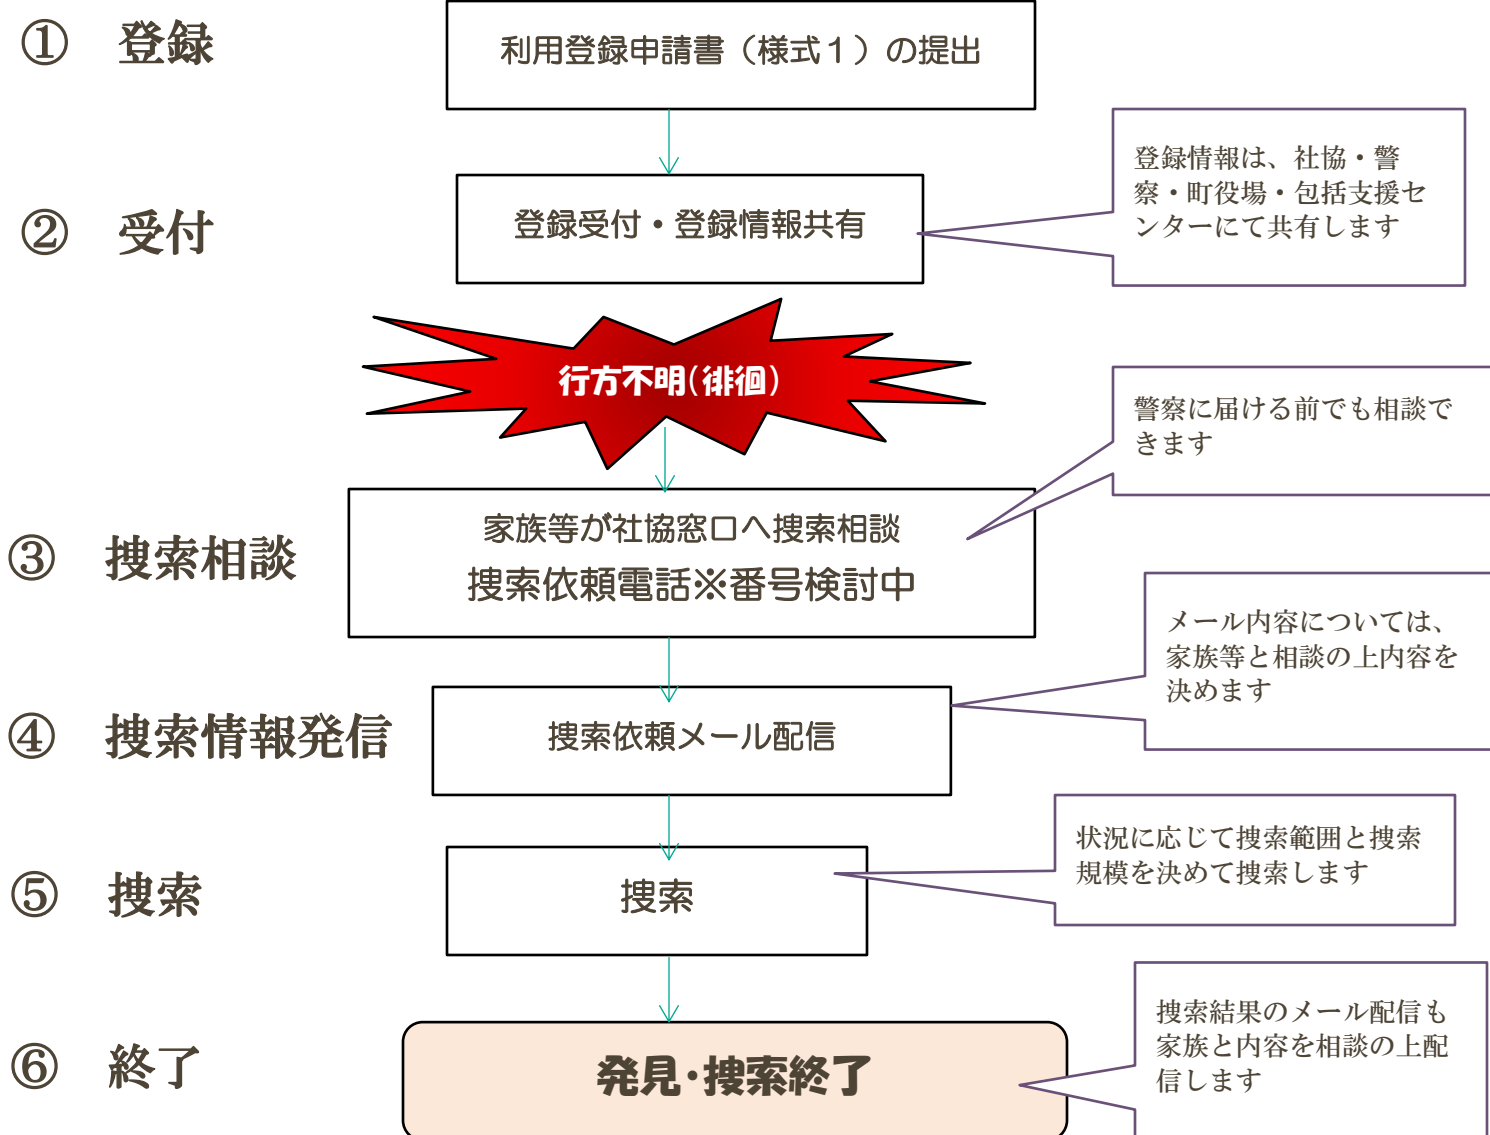 ① 登録
利用登録申請書（様式１）の提出
② 受付
登録受付・登録情報共有
登録情報は、社協・警
察・町役場・包括支援セ
ンターにて共有します
行方不明(徘徊)
警察に届ける前でも相談で
きます
③ 捜索相談
家族等が社協窓口へ捜索相談
捜索依頼電話※番号検討中
メール内容については、
家族等と相談の上内容を
決めます
④ 捜索情報発信
捜索依頼メール配信
状況に応じて捜索範囲と捜索
規模を決めて捜索します
⑤ 捜索
捜索
捜索結果のメール配信も
家族と内容を相談の上配
信します
⑥ 終了
発見・捜索終了